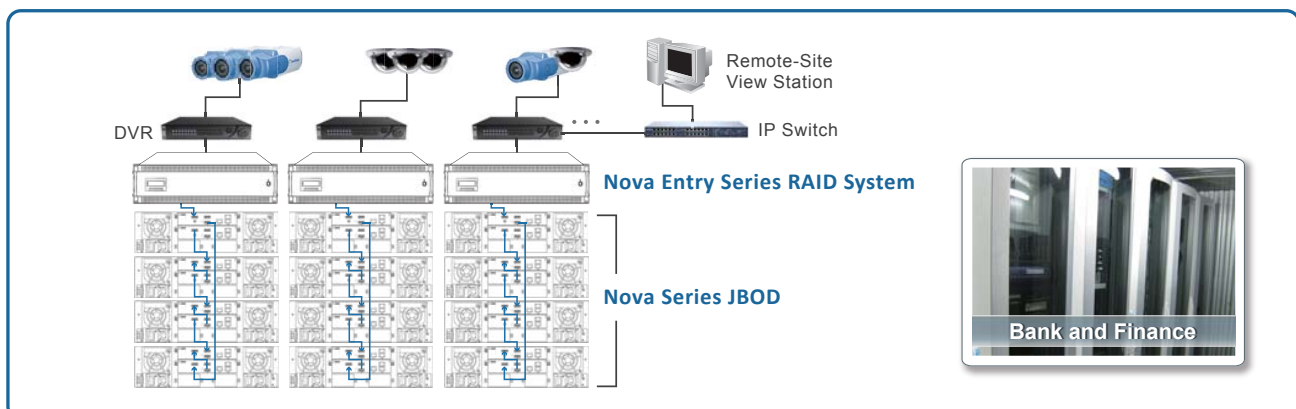 Remote-Site
View Station
DVR
IP Switch
Nova Entry Series RAID System
Nova Series JBOD
Bank and Finance